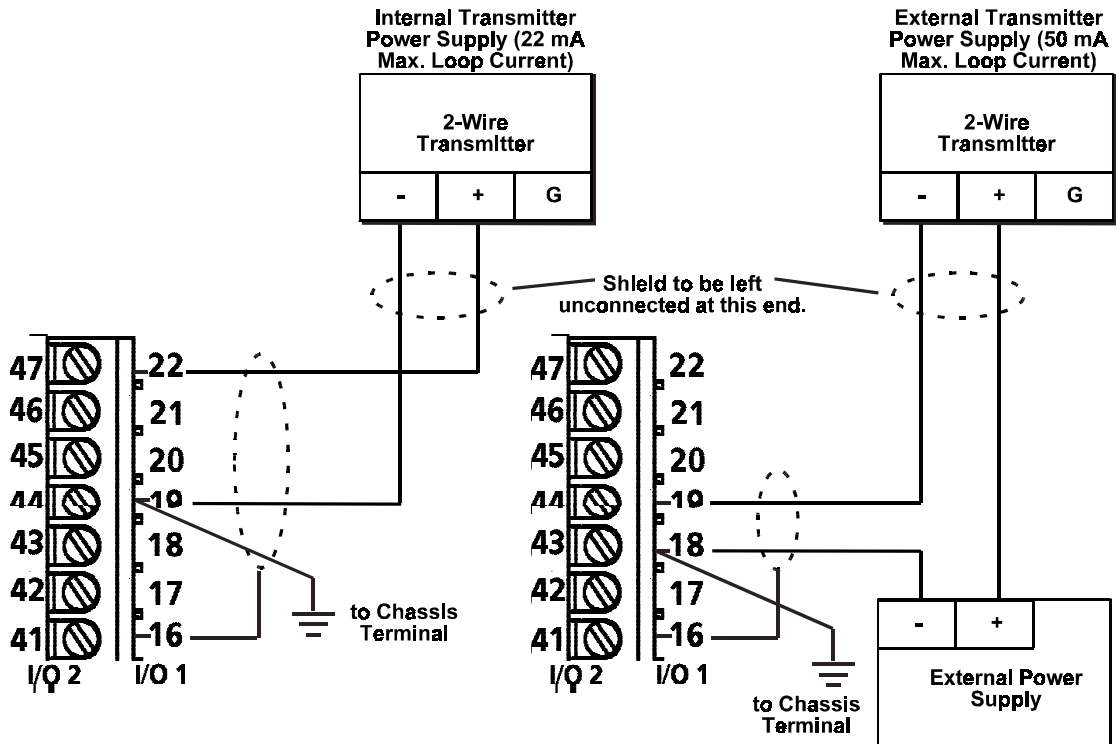 Internal Transmitter
Power Supply (22 mA
Max. Loop Current)
2-Wire
Transmitter
- + G
External Transmitter
Power Supply (50 mA
Max. Loop Current)
2-Wire
Transmitter
- + G
Shield to be left
unconnected at this end.
47 22
46 21
45 20
44 19
43 18
42 17
41 16
I/O 2 I/O 1
to Chassis
Terminal
47 22
46 21
45 20
44 19
43 18
42 17
41 16
I/O 2 I/O 1
to Chassis
Terminal
- +
External Power
Supply